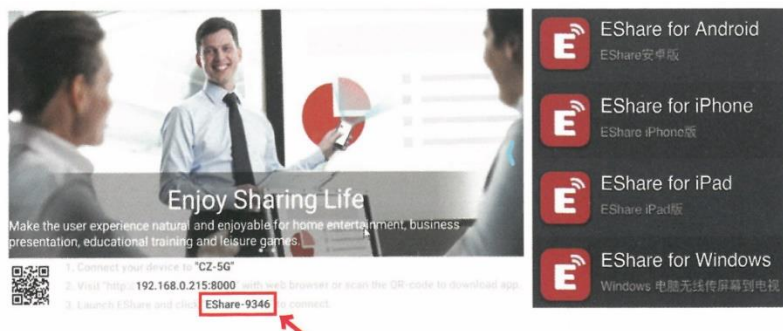 Enjoy Sharing Life
Make the user experience natural and enjoyable for home entertainment, business
presentation, educational training and leisure games.
1. Connect your device to "CZ-5G"
2. Visit "http://192.168.0.215:8000" with web browser or scan the QR-code to download app.
3. Launch EShare and click EShare-9346 to connect.
EShare for Android
EShare安卓版
EShare for iPhone
EShare iPhone版
EShare for iPad
EShare iPad版
EShare for Windows
Windows 电脑无线传屏幕到电视